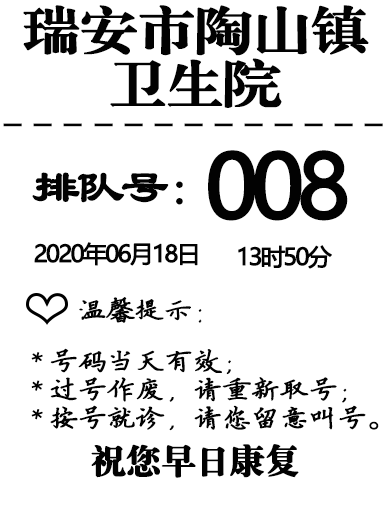 瑞安市陶山镇
卫生院
排队号：008
2020年06月18日 13时50分
温馨提示：
*号码当天有效；
*过号作废，请重新取号；
*按号就诊，请您留意叫号。
祝您早日康复